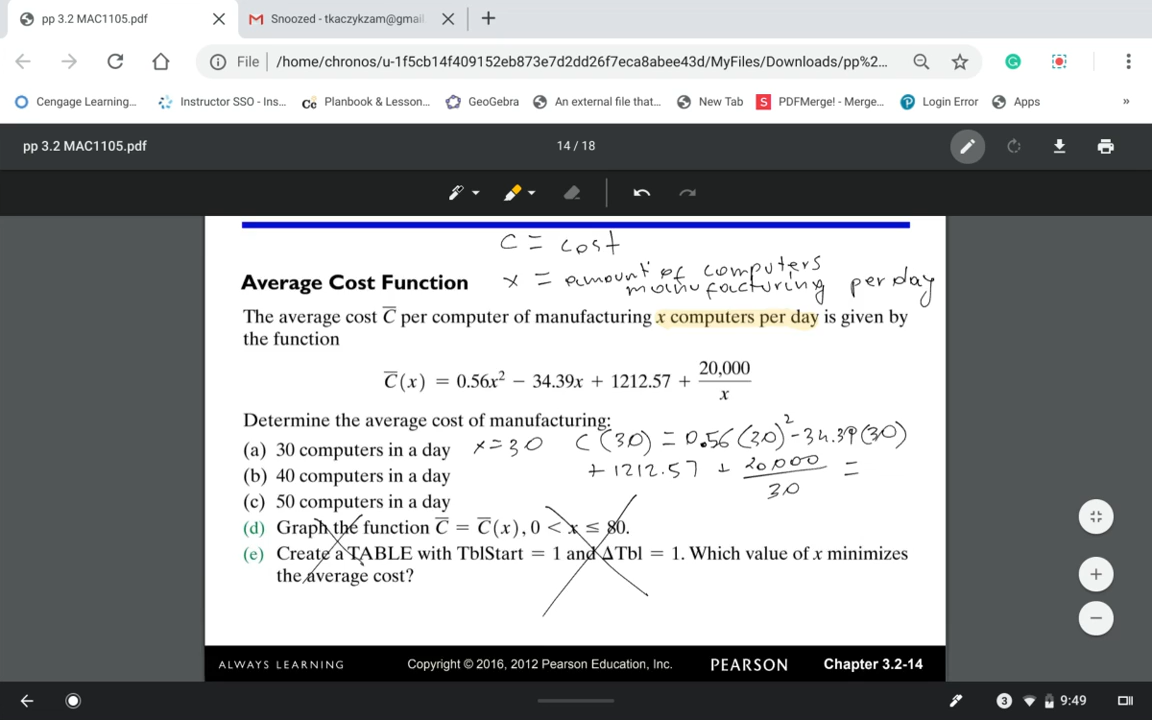 pp 3.2 MAC1105.pdf
Snoozed - tkaczykzam@gmail
File /home/chronos/u-1f5cb14f409152eb873e7d2dd26f7eca8abee43d/MyFiles/Downloads/pp%2...
Cengage Learning... Instructor SSO - Ins... Planbook & Lesson... GeoGebra An external file that... New Tab PDFMerge! - Merge... Login Error Apps »
pp 3.2 MAC1105.pdf 14 / 18
C = cost
x = amount of computers
manufacturing per day
Average Cost Function
The average cost C̅ per computer of manufacturing x computers per day is given by
the function
C̅(x) = 0.56x² − 34.39x + 1212.57 + 20,000/x
Determine the average cost of manufacturing:
(a) 30 computers in a day x=30 C(30) = 0.56(30)² - 34.39(30)
+ 1212.57 + 20,000/30 =
(b) 40 computers in a day
(c) 50 computers in a day
(d) Graph the function C̅ = C̅(x), 0 < x ≤ 80.
(e) Create a TABLE with TblStart = 1 and ΔTbl = 1. Which value of x minimizes
the average cost?
ALWAYS LEARNING Copyright © 2016, 2012 Pearson Education, Inc. PEARSON Chapter 3.2-14
3 9:49